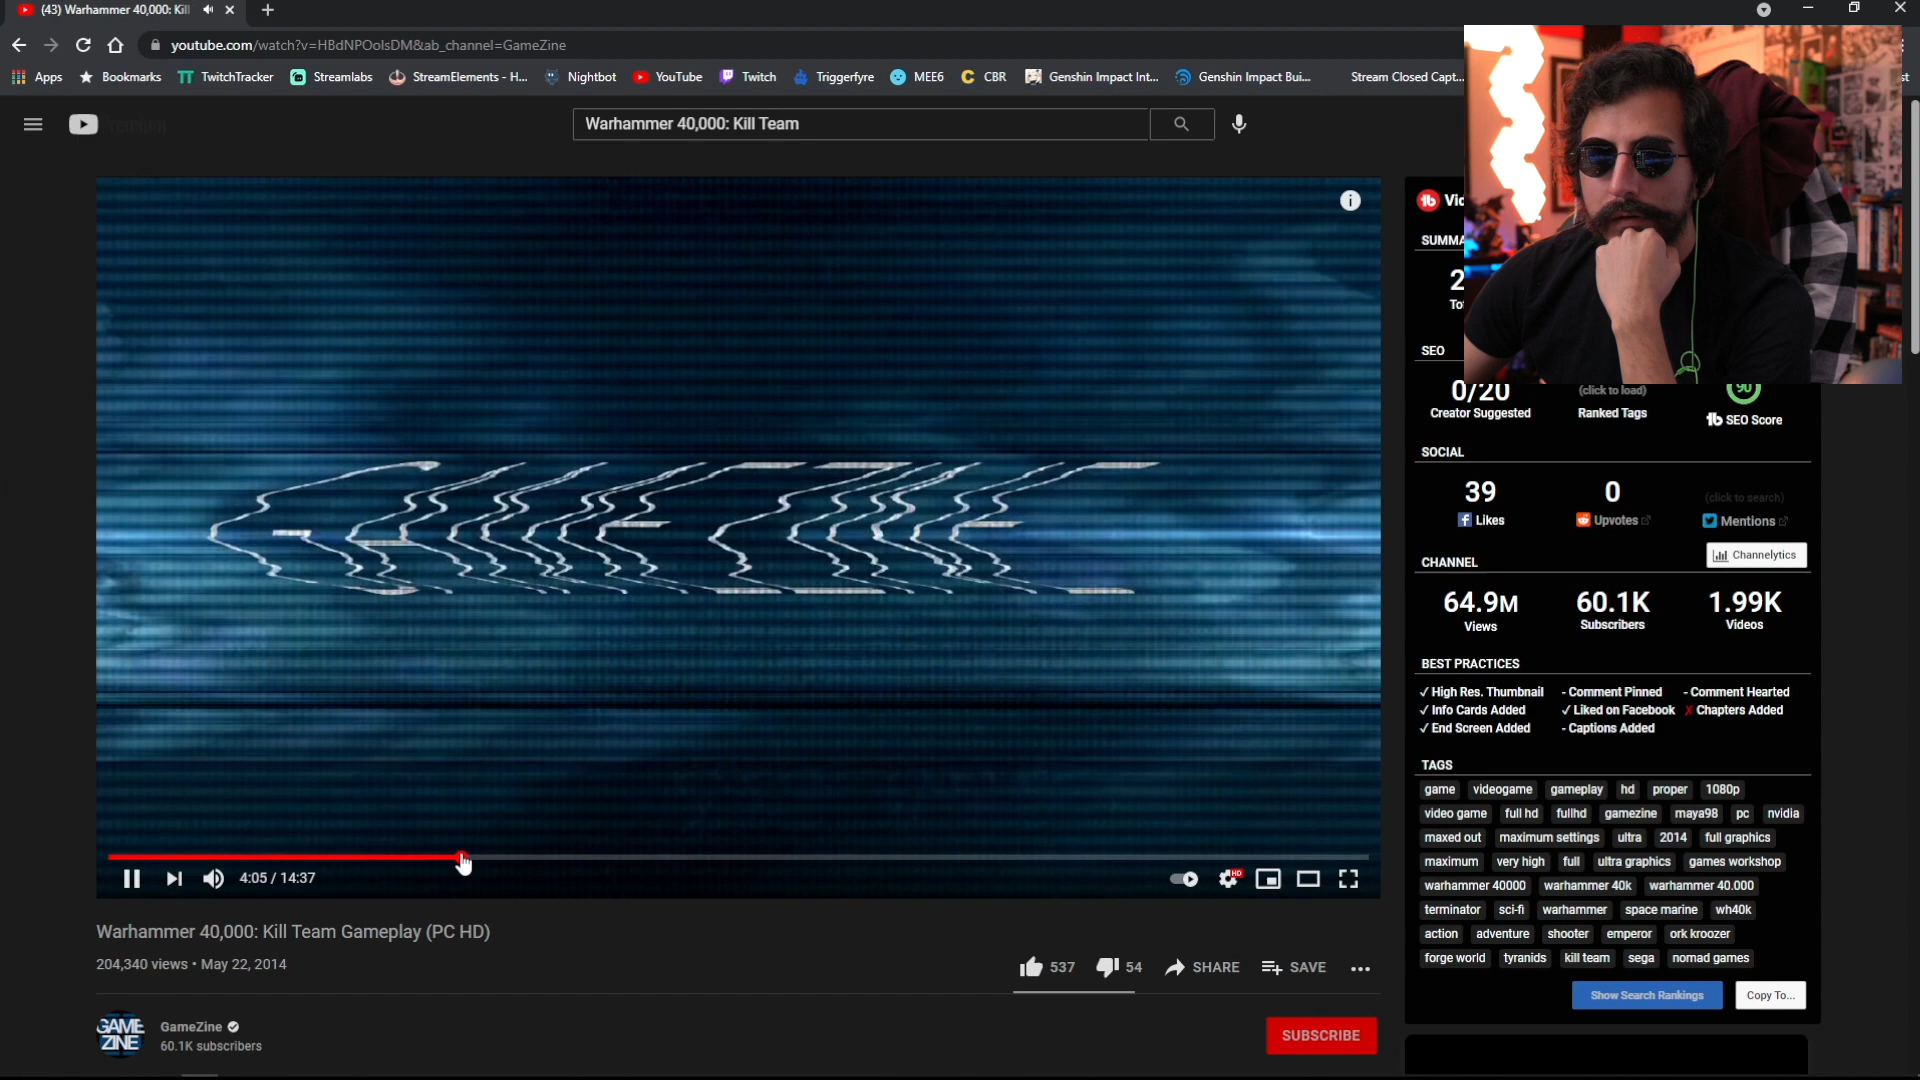 (43) Warhammer 40,000: Kill
youtube.com/watch?v=HBdNPOolsDM&ab_channel=GameZine
Apps Bookmarks TwitchTracker Streamlabs StreamElements - H... Nightbot YouTube Twitch Triggerfyre MEE6 CBR Genshin Impact Int... Genshin Impact Bui... Stream Closed Capt... st
Premium
Warhammer 40,000: Kill Team
SEO
0/20 (click to load) 90
Creator Suggested Ranked Tags SEO Score
SOCIAL
39 0 (click to search)
Likes Upvotes Mentions
Channelytics
CHANNEL
64.9M 60.1K 1.99K
Views Subscribers Videos
BEST PRACTICES
✓ High Res. Thumbnail - Comment Pinned - Comment Hearted
✓ Info Cards Added ✓ Liked on Facebook X Chapters Added
✓ End Screen Added - Captions Added
TAGS
game videogame gameplay hd proper 1080p
video game full hd fullhd gamezine maya98 pc nvidia
maxed out maximum settings ultra 2014 full graphics
maximum very high full ultra graphics games workshop
warhammer 40000 warhammer 40k warhammer 40.000
terminator sci-fi warhammer space marine wh40k
action adventure shooter emperor ork kroozer
forge world tyranids kill team sega nomad games
Show Search Rankings Copy To...
GAME ZINE
4:05 / 14:37
HD
Warhammer 40,000: Kill Team Gameplay (PC HD)
204,340 views • May 22, 2014
537 54 SHARE SAVE
GAME
ZINE
GameZine
60.1K subscribers
SUBSCRIBE